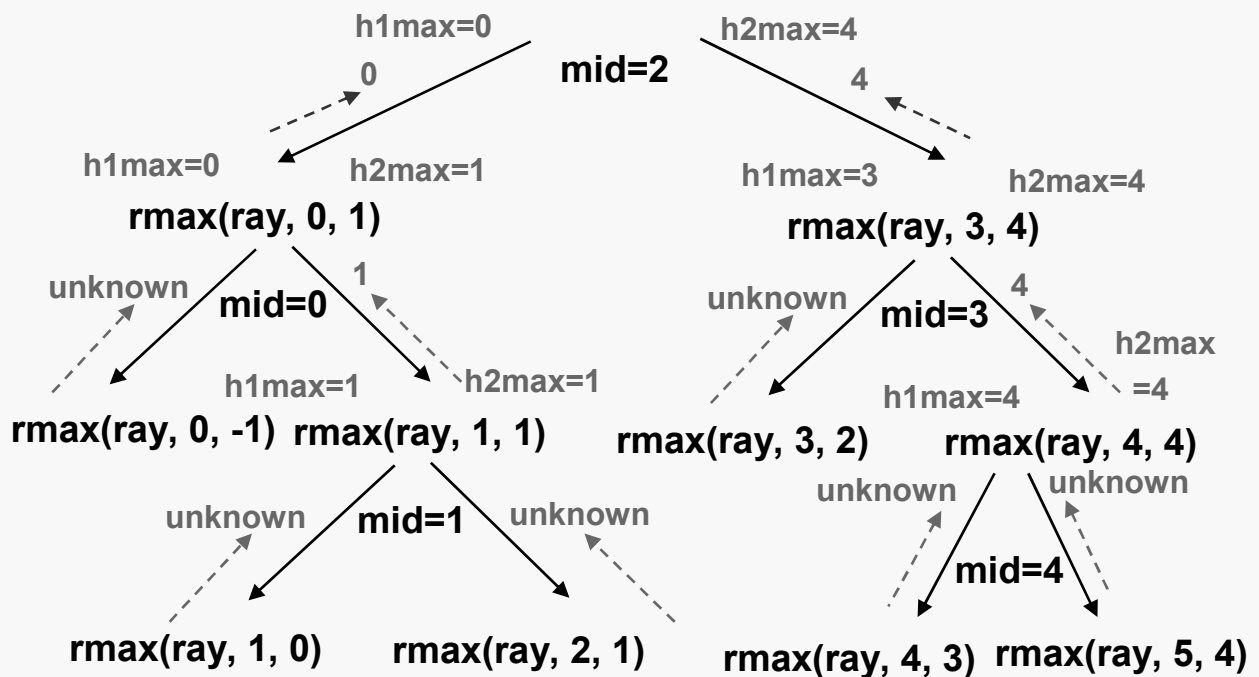 h1max=0
h2max=4
mid=2
0
4
h1max=0
h2max=1
h1max=3
h2max=4
rmax(ray, 0, 1)
rmax(ray, 3, 4)
unknown
mid=0
1
unknown
mid=3
4
h2max
=4
h1max=1
h2max=1
h1max=4
rmax(ray, 0, -1)
rmax(ray, 1, 1)
rmax(ray, 3, 2)
rmax(ray, 4, 4)
unknown
mid=1
unknown
unknown
unknown
mid=4
rmax(ray, 1, 0)
rmax(ray, 2, 1)
rmax(ray, 4, 3)
rmax(ray, 5, 4)